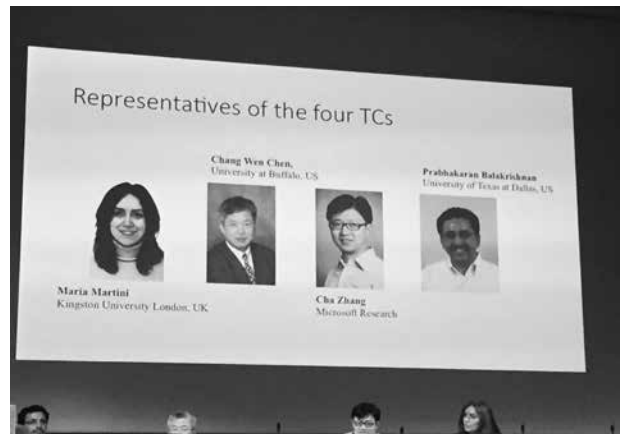 Representatives of the four TCs
Chang Wen Chen,
University at Buffalo, US
Prabhakaran Balakrishnan
University of Texas at Dallas, US
Maria Martini
Kingston University London, UK
Cha Zhang
Microsoft Research